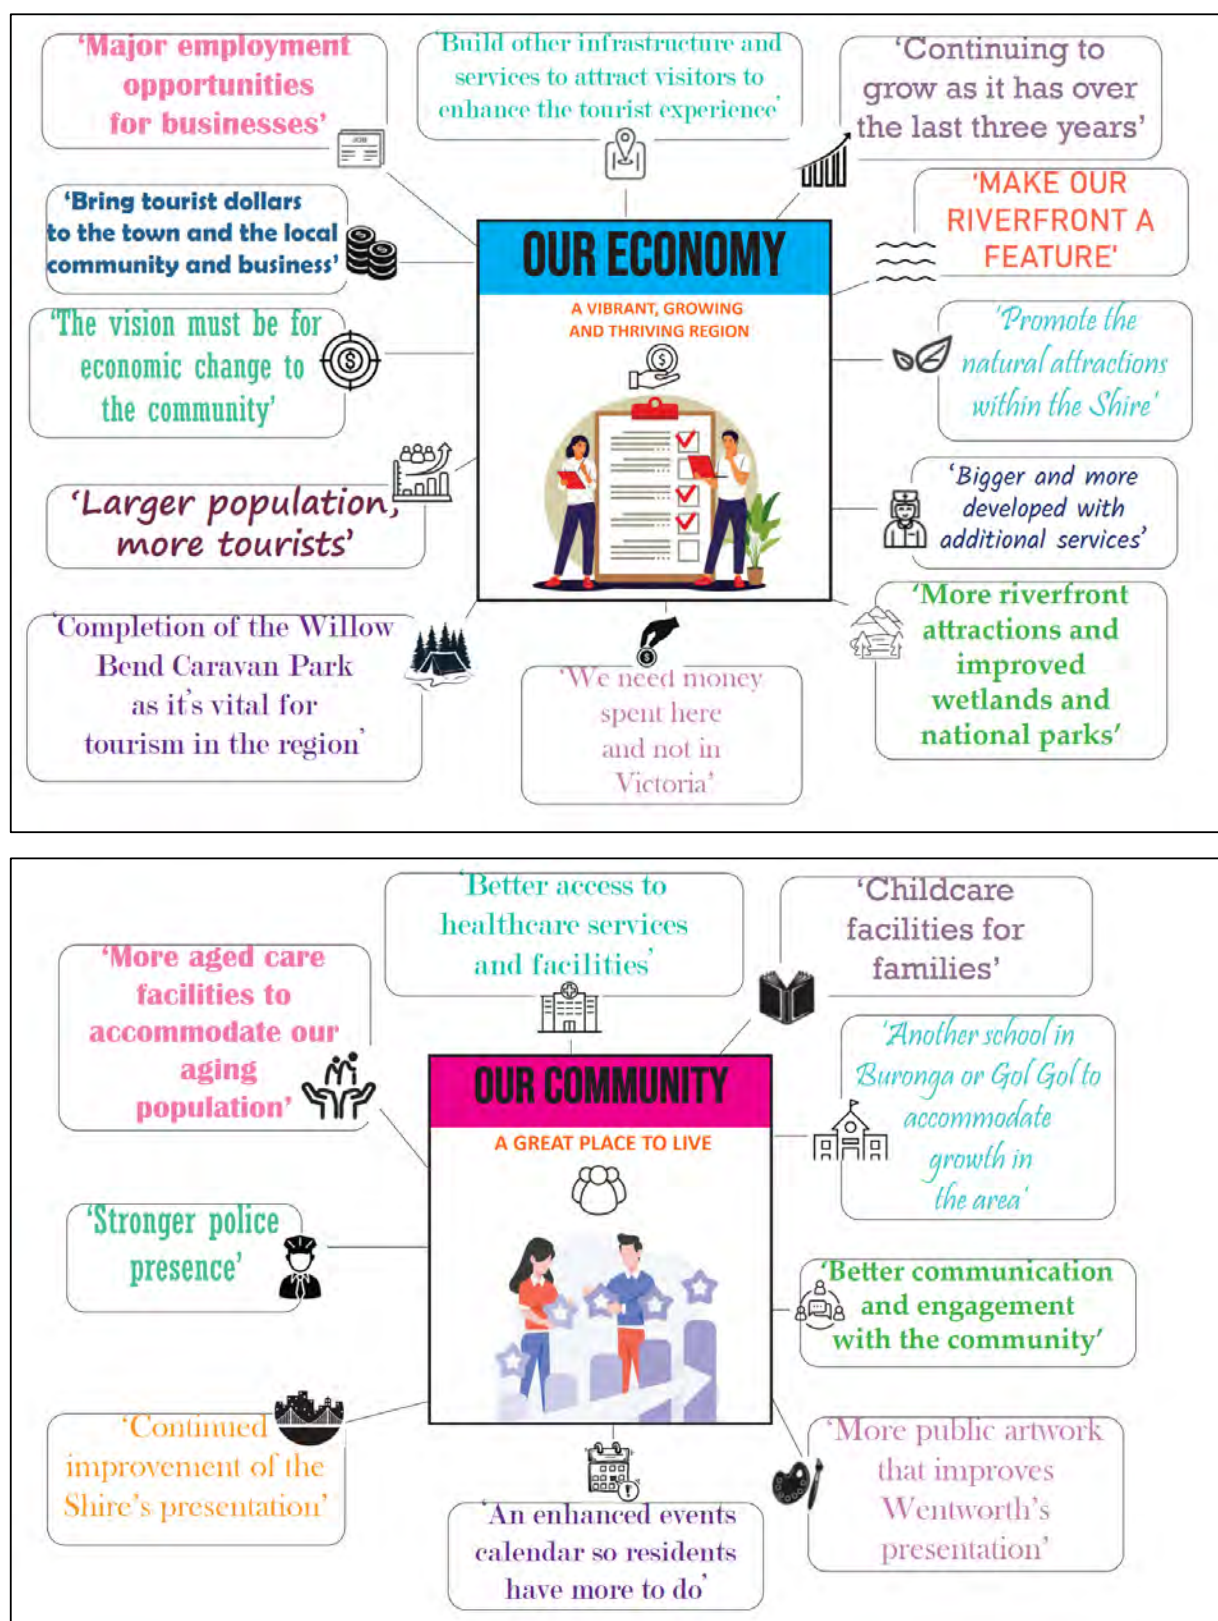 ‘Major employment
opportunities
for businesses’
‘Build other infrastructure and
services to attract visitors to
enhance the tourist experience’
‘Continuing to
grow as it has over
the last three years’
‘Bring tourist dollars
to the town and the local
community and business’
‘MAKE OUR
RIVERFRONT A
FEATURE’
OUR ECONOMY
A VIBRANT, GROWING
AND THRIVING REGION
‘The vision must be for
economic change to
the community’
‘Promote the
natural attractions
within the Shire’
‘Larger population,
more tourists’
‘Bigger and more
developed with
additional services’
‘Completion of the Willow
Bend Caravan Park
as it’s vital for
tourism in the region’
‘We need money
spent here
and not in
Victoria’
‘More riverfront
attractions and
improved
wetlands and
national parks’
‘Better access to
healthcare services
and facilities’
‘Childcare
facilities for
families’
‘More aged care
facilities to
accommodate our
aging
population’
‘Another school in
Buronga or Gol Gol to
accommodate
growth in
the area’
OUR COMMUNITY
A GREAT PLACE TO LIVE
‘Stronger police
presence’
‘Better communication
and engagement
with the community’
‘Continued
improvement of the
Shire’s presentation’
‘An enhanced events
calendar so residents
have more to do’
‘More public artwork
that improves
Wentworth’s
presentation’